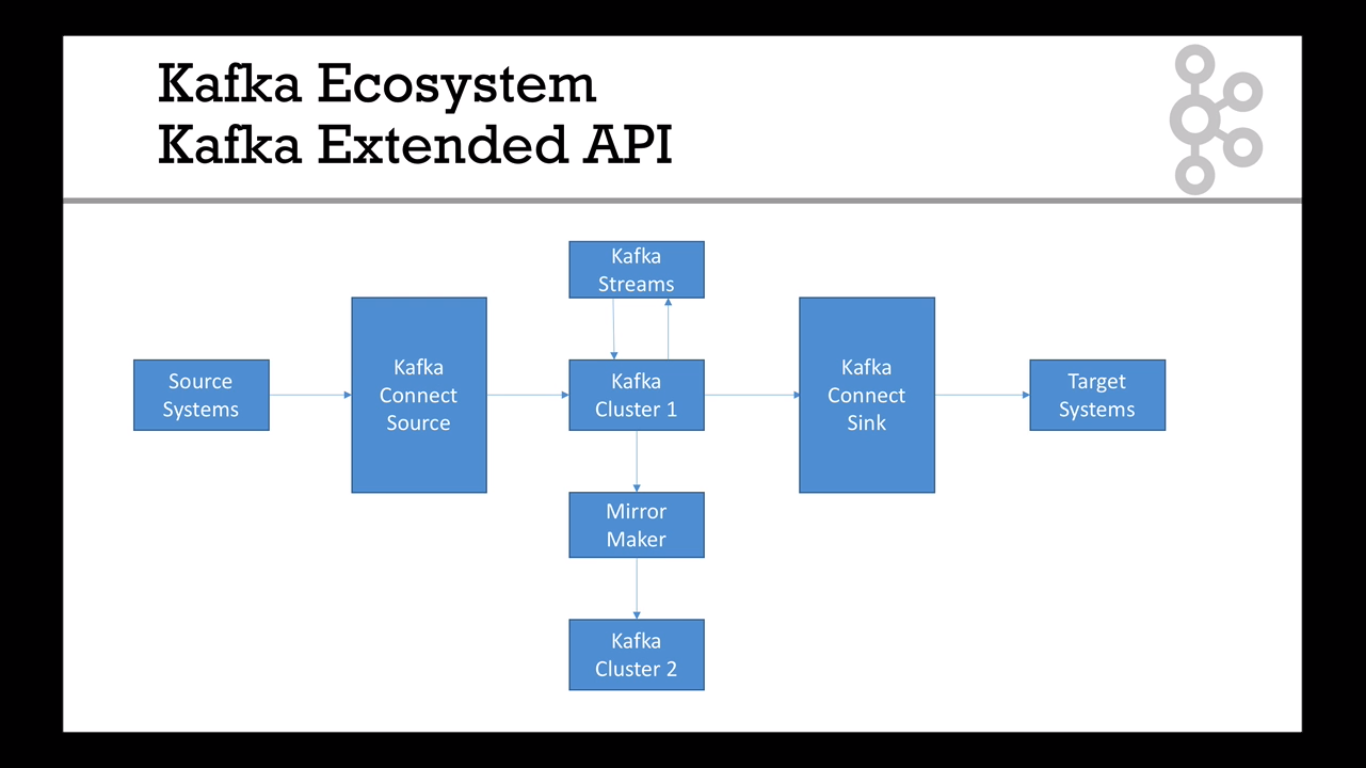 Kafka Ecosystem
Kafka Extended API
Kafka
Streams
Source
Systems
Kafka
Connect
Source
Kafka
Cluster 1
Kafka
Connect
Sink
Target
Systems
Mirror
Maker
Kafka
Cluster 2